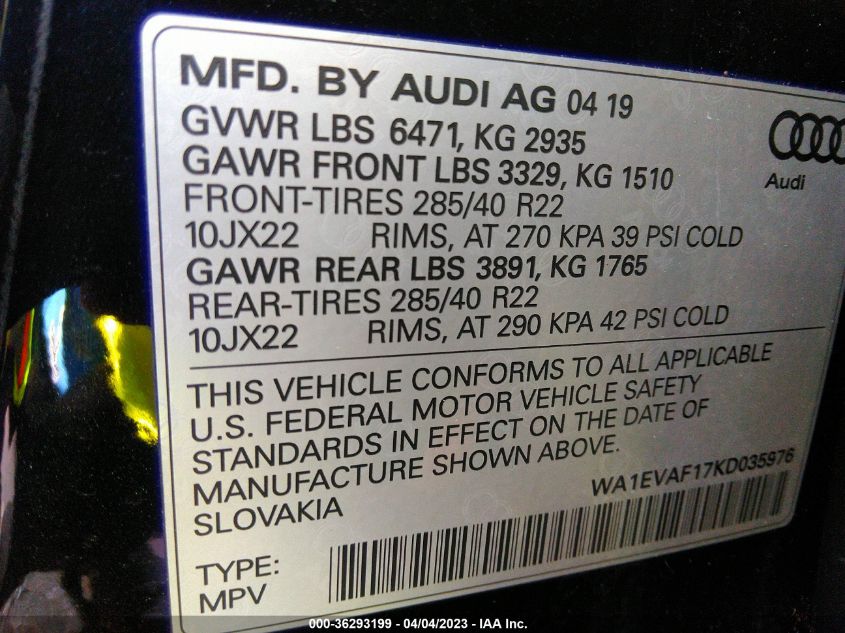 MFD. BY AUDI AG 04 19
GVWR LBS 6471, KG 2935
GAWR FRONT LBS 3329, KG 1510
FRONT-TIRES 285/40 R22
10JX22 RIMS, AT 270 KPA 39 PSI COLD
GAWR REAR LBS 3891, KG 1765
REAR-TIRES 285/40 R22
10JX22 RIMS, AT 290 KPA 42 PSI COLD
Audi
THIS VEHICLE CONFORMS TO ALL APPLICABLE
U.S. FEDERAL MOTOR VEHICLE SAFETY
STANDARDS IN EFFECT ON THE DATE OF
MANUFACTURE SHOWN ABOVE.
SLOVAKIA
WA1EVAF17KD035976
TYPE:
MPV
000-36293199 - 04/04/2023 - IAA Inc.